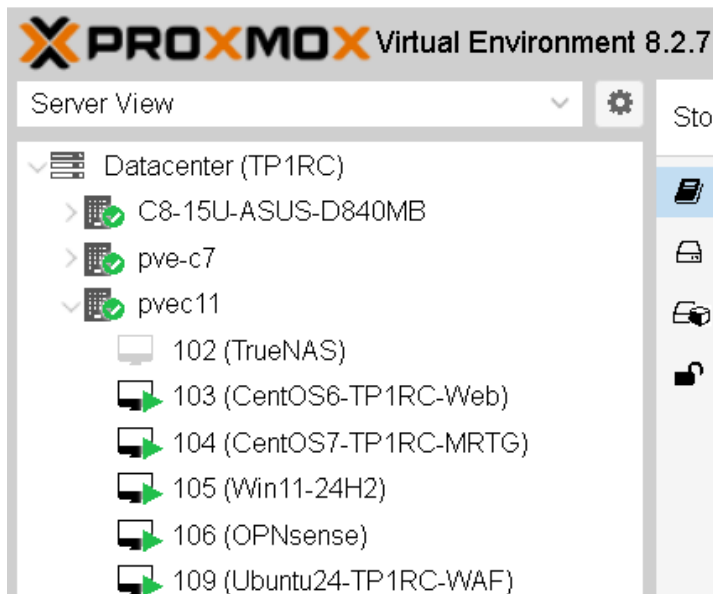 PROXMOX Virtual Environment 8.2.7
Server View
Sto
Datacenter (TP1RC)
C8-15U-ASUS-D840MB
pve-c7
pvec11
102 (TrueNAS)
103 (CentOS6-TP1RC-Web)
104 (CentOS7-TP1RC-MRTG)
105 (Win11-24H2)
106 (OPNsense)
109 (Ubuntu24-TP1RC-WAF)